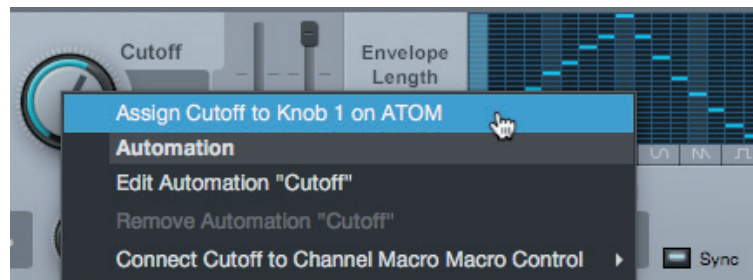 Cutoff
Envelope
Length
Assign Cutoff to Knob 1 on ATOM
Automation
Edit Automation "Cutoff"
Remove Automation "Cutoff"
Connect Cutoff to Channel Macro Macro Control
Sync